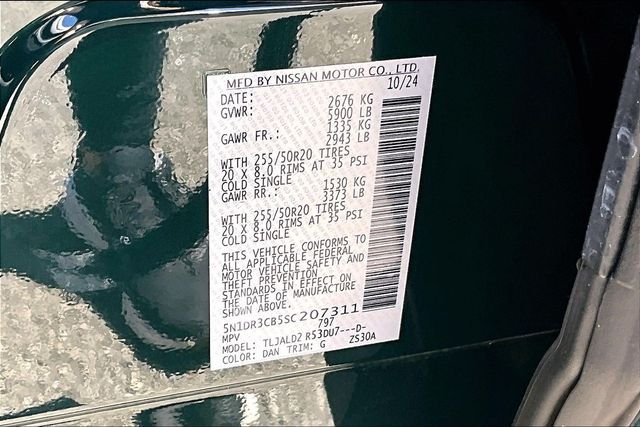 MFD BY NISSAN MOTOR CO., LTD.
DATE: 10/24
GVWR: 2676 KG
5900 LB
GAWR FR.: 1335 KG
2943 LB
WITH 255/50R20 TIRES
20 X 8.0 RIMS AT 35 PSI
COLD SINGLE
GAWR RR.: 1530 KG
3373 LB
WITH 255/50R20 TIRES
20 X 8.0 RIMS AT 35 PSI
COLD SINGLE
THIS VEHICLE CONFORMS TO
ALL APPLICABLE FEDERAL
MOTOR VEHICLE SAFETY AND
THEFT PREVENTION
STANDARDS IN EFFECT ON
THE DATE OF MANUFACTURE
SHOWN ABOVE.
5N1DR3CB5SC207311
MPV 797
MODEL: TLJALD2 R53DU7---D-
COLOR: DAN TRIM: G ZS30A